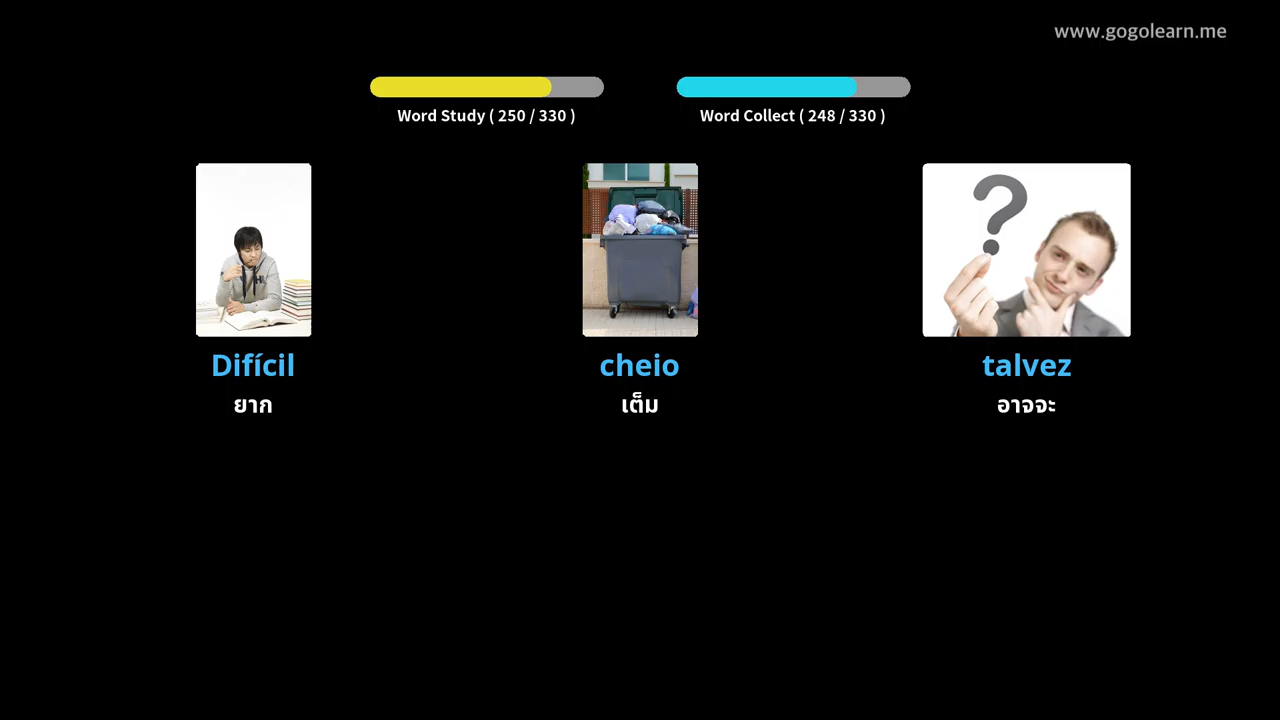 www.gogolearn.me
Word Study ( 250 / 330 )
Word Collect ( 248 / 330 )
Difícil
cheio
talvez
ยาก
เต็ม
อาจจะ